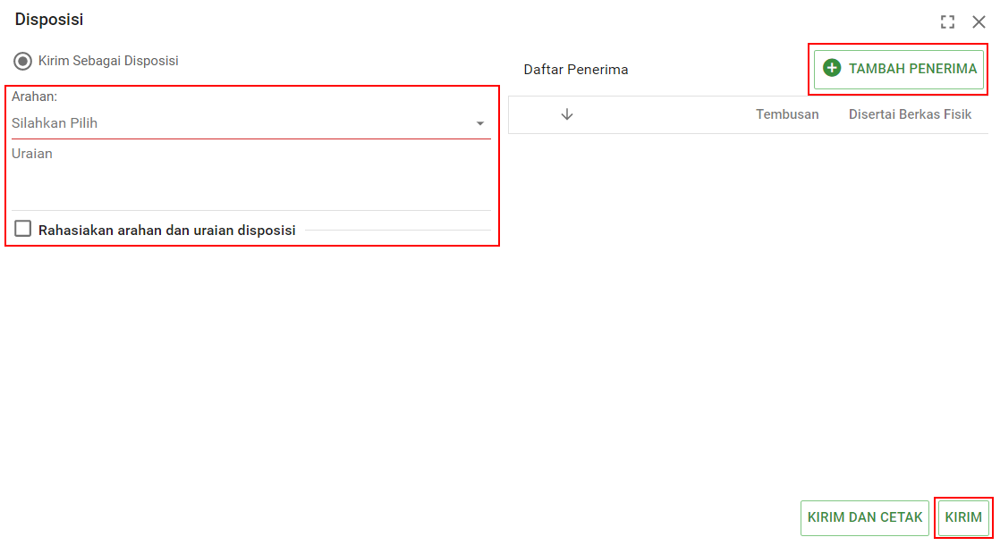 Disposisi
Kirim Sebagai Disposisi
Arahan:
Silahkan Pilih
Uraian
Rahasiakan arahan dan uraian disposisi
Daftar Penerima
TAMBAH PENERIMA
Tembusan Disertai Berkas Fisik
KIRIM DAN CETAK
KIRIM